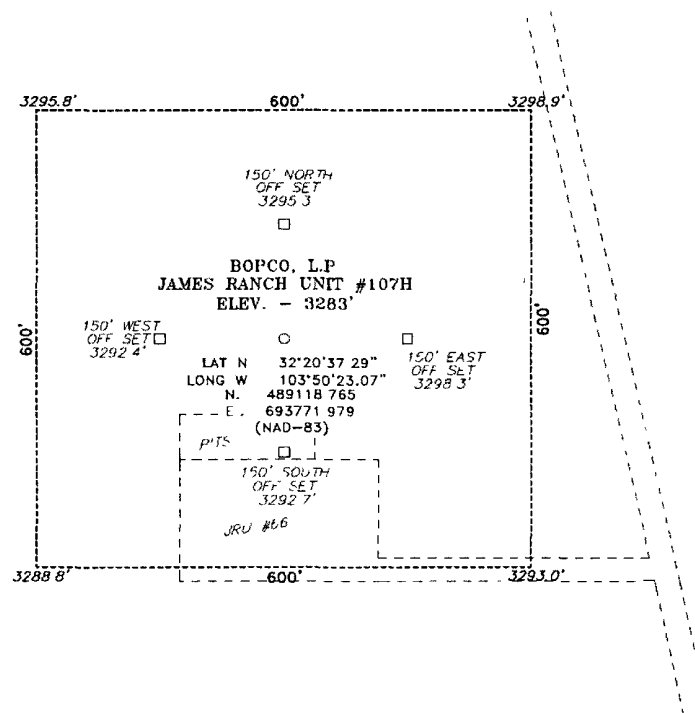 3295.8' 600' 3298.9'
150' NORTH
OFF SET
3295 3
BOPCO, L.P
JAMES RANCH UNIT #107H
ELEV. - 3283'
600'
150' WEST
OFF SET
3292 4'
600'
150' EAST
OFF SET
3298 3'
LAT N 32°20'37 29"
LONG W 103°50'23.07"
N. 489118 765
E. 693771 979
(NAD-83)
PITS
150' SOUTH
OFF SET
3292 7'
JRU #66
3288 8' 600' 3293.0'